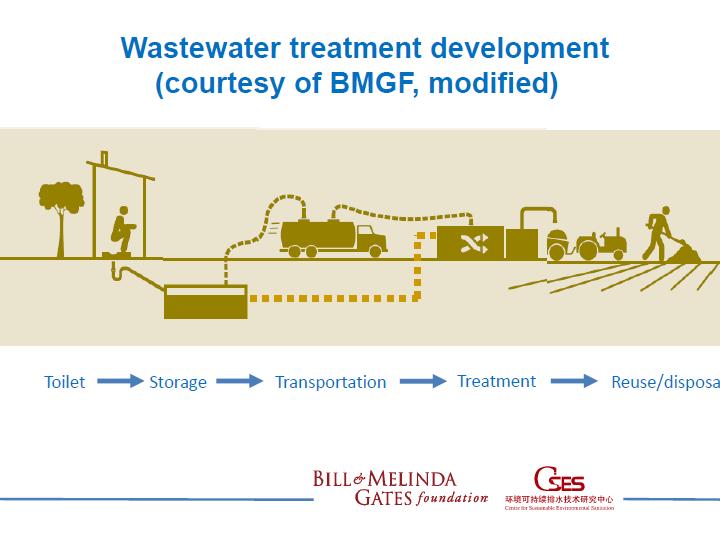 Wastewater treatment development
(courtesy of BMGF, modified)
Toilet Storage Transportation Treatment Reuse/disposa
BILL & MELINDA
GATES foundation
CSES
环境可持续排水技术研究中心
Centre for Sustainable Environmental Sanitation